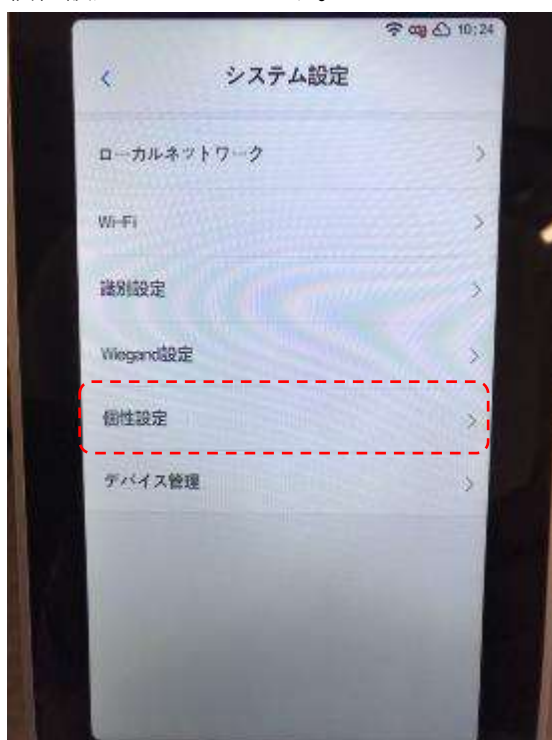 10:24
システム設定
ローカルネットワーク
Wi-Fi
識別設定
Wiegand設定
個性設定
デバイス管理